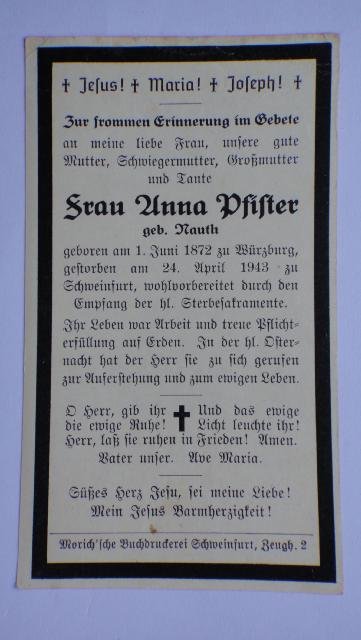 ✝ Jesus! ✝ Maria! ✝ Joseph! ✝
Zur frommen Erinnerung im Gebete
an meine liebe Frau, unsere gute
Mutter, Schwiegermutter, Großmutter
und Tante
Frau Anna Pfister
geb. Nauth
geboren am 1. Juni 1872 zu Würzburg,
gestorben am 24. April 1943 zu
Schweinfurt, wohlvorbereitet durch den
Empfang der hl. Sterbesakramente.
Ihr Leben war Arbeit und treue Pflicht-
erfüllung auf Erden. In der hl. Oster-
nacht hat der Herr sie zu sich gerufen
zur Auferstehung und zum ewigen Leben.
O Herr, gib ihr ✝ Und das ewige
die ewige Ruhe! Licht leuchte ihr!
Herr, laß sie ruhen in Frieden! Amen.
Vater unser. Ave Maria.
Süßes Herz Jesu, sei meine Liebe!
Mein Jesus Barmherzigkeit!
Morich'sche Buchdruckerei Schweinfurt, Zeugh. 2